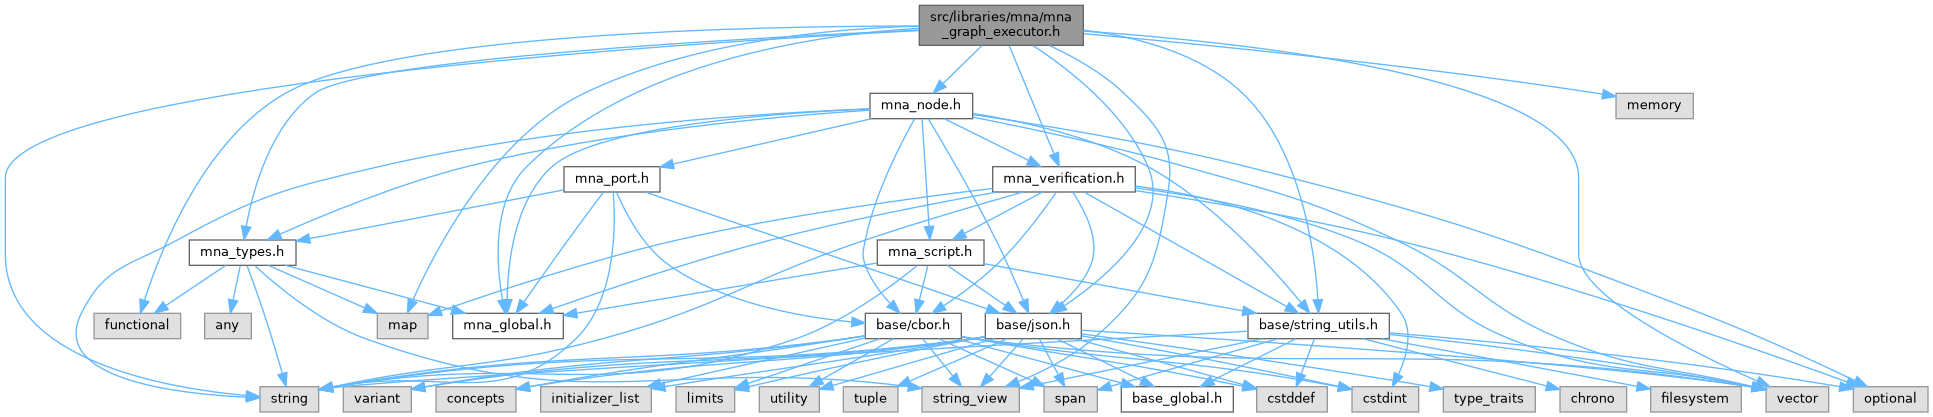 src/libraries/mna/mna
_graph_executor.h
mna_node.h
memory
mna_port.h
mna_verification.h
mna_types.h
mna_script.h
functional
any
map
mna_global.h
base/cbor.h
base/json.h
base/string_utils.h
string
variant
concepts
initializer_list
limits
utility
tuple
string_view
span
base_global.h
cstddef
cstdint
type_traits
chrono
filesystem
vector
optional